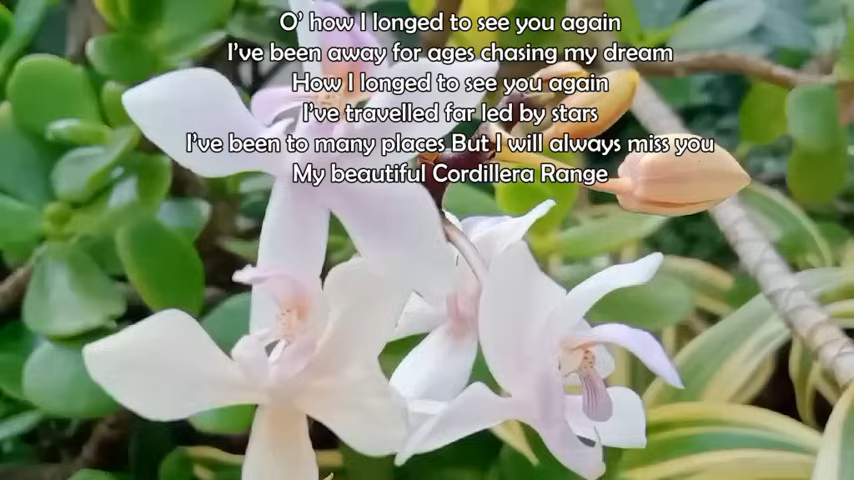 O' how I longed to see you again
I've been away for ages chasing my dream
How I longed to see you again
I've travelled far led by stars
I've been to many places But I will always miss you
My beautiful Cordillera Range